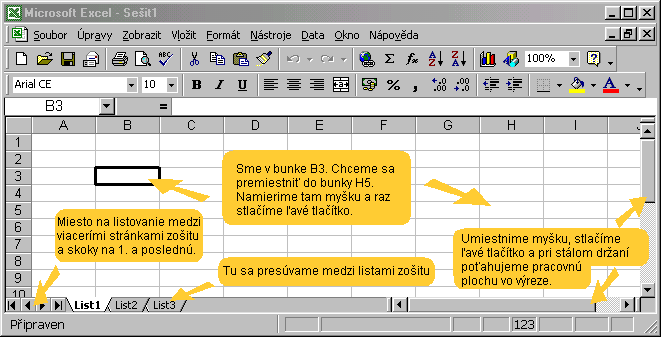 Microsoft Excel - Sešit1
Soubor Úpravy Zobrazit Vložit Formát Nástroje Data Okno Nápověda
Σ fx 100%
Arial CE 10 B I U % , A
B3 =
A B C D E F G H I J
1
2
3
4
5
6
7
8
9
10
Sme v bunke B3. Chceme sa
premiestniť do bunky H5.
Namierime tam myšku a raz
stlačíme ľavé tlačítko.
Miesto na listovanie medzi
viacerími stránkami zošitu
a skoky na 1. a poslednú.
Umiestnime myšku, stlačíme
ľavé tlačítko a pri stálom držaní
poťahujeme pracovnú
plochu vo výreze.
Tu sa presúvame medzi listami zošitu
List1 List2 List3
Připraven 123